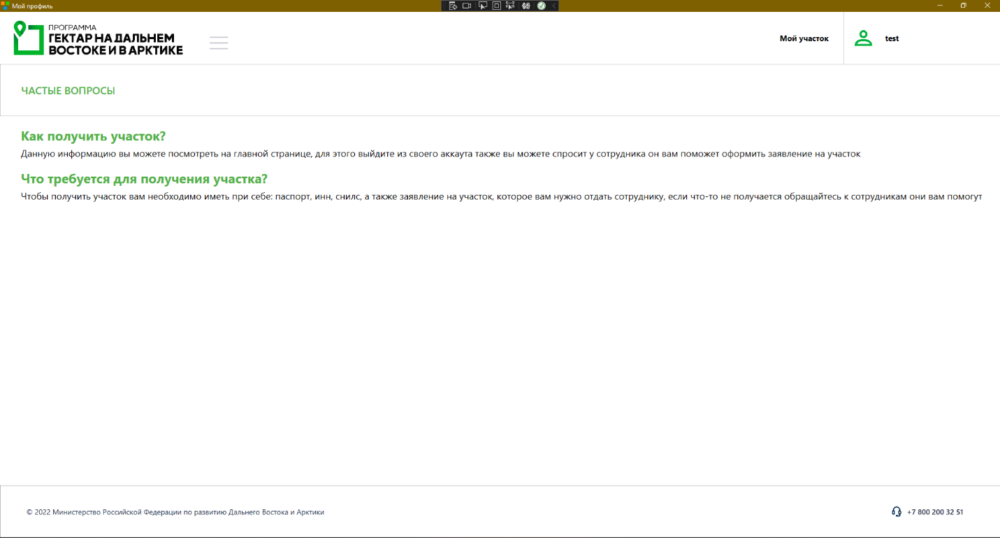 Мой профиль
ПРОГРАММА
ГЕКТАР НА ДАЛЬНЕМ
ВОСТОКЕ И В АРКТИКЕ
Мой участок
test
ЧАСТЫЕ ВОПРОСЫ
Как получить участок?
Данную информацию вы можете посмотреть на главной странице, для этого выйдите из своего аккаута также вы можете спросит у сотрудника он вам поможет оформить заявление на участок
Что требуется для получения участка?
Чтобы получить участок вам необходимо иметь при себе: паспорт, инн, снилс, а также заявление на участок, которое вам нужно отдать сотруднику, если что-то не получается обращайтесь к сотрудникам они вам помогут
© 2022 Министерство Российской Федерации по развитию Дальнего Востока и Арктики
+7 800 200 32 51